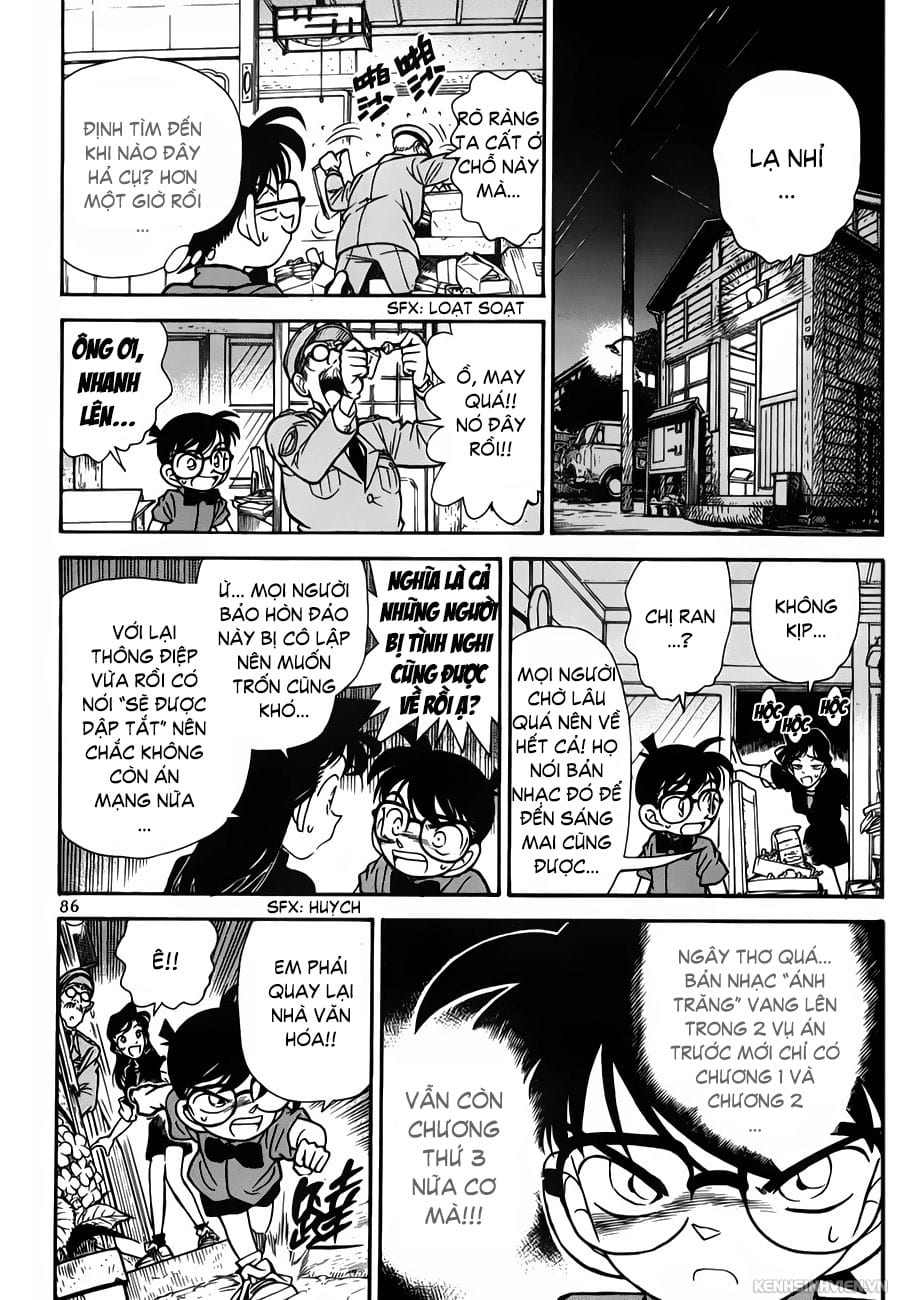 LẠ NHỈ
...
RÕ RÀNG
TA CẤT Ở
CHỖ NÀY
MÀ...
ĐỊNH TÌM ĐẾN
KHI NÀO ĐÂY
HẢ CỤ? HƠN
MỘT GIỜ RỒI
...
SFX: LOẠT SOẠT
Ồ, MAY
QUÁ!!
NÓ ĐÂY
RỒI!!
ÔNG ƠI,
NHANH
LÊN...
KHÔNG
KỊP...
HỘC
HỘC
HỘC
CHỊ RAN
...?
MỌI NGƯỜI
CHỜ LÂU
QUÁ NÊN VỀ
HẾT CẢ! HỌ
NÓI BẢN
NHẠC ĐÓ ĐỂ
ĐẾN SÁNG
MAI CŨNG
ĐƯỢC...
NGHĨA LÀ CẢ
NHỮNG NGƯỜI
BỊ TÌNH NGHI
CŨNG ĐƯỢC
VỀ RỒI Ạ?
Ừ... MỌI NGƯỜI
BẢO HÒN ĐẢO
NÀY BỊ CÔ LẬP
NÊN MUỐN
TRỐN CŨNG
KHÓ...
VỚI LẠI
THÔNG ĐIỆP
VỪA RỒI CÓ
NÓI “SẼ ĐƯỢC
DẬP TẮT” NÊN
CHẮC KHÔNG
CÒN ÁN
MẠNG NỮA
...
86
SFX: HUỲCH
NGÂY THƠ QUÁ...
BẢN NHẠC “ÁNH
TRĂNG” VANG LÊN
TRONG 2 VỤ ÁN
TRƯỚC MỚI CHỈ CÓ
CHƯƠNG 1 VÀ
CHƯƠNG 2
...
VẪN CÒN
CHƯƠNG
THỨ 3
NỮA CƠ
MÀ!!!
EM PHẢI
QUAY LẠI
NHÀ VĂN
HÓA!!
Ê!!
KENHSINHVIEN.VN